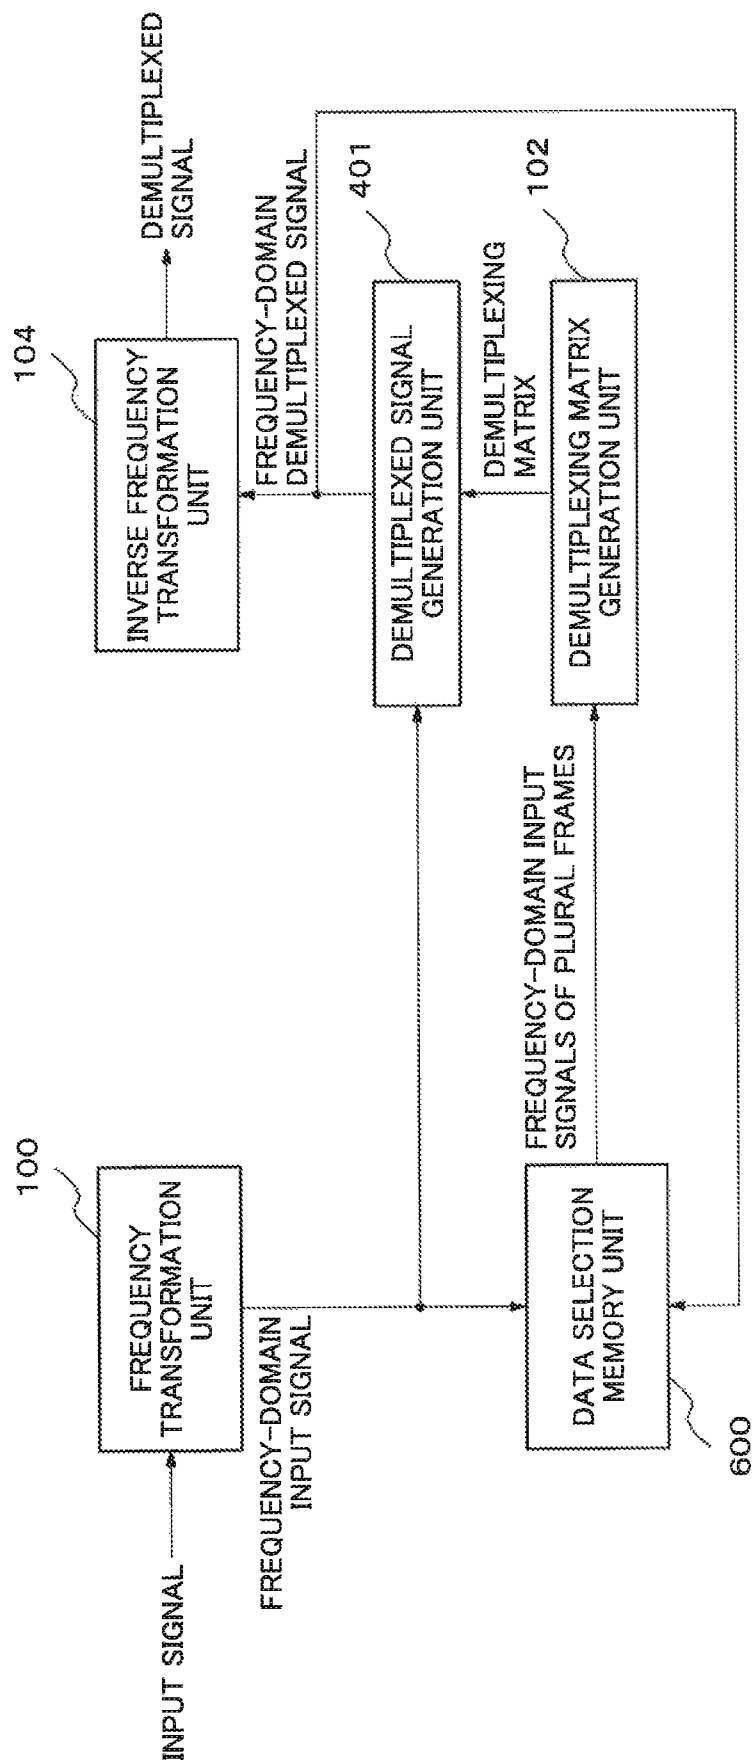 INPUT SIGNAL
100
FREQUENCY
TRANSFORMATION
UNIT
FREQUENCY-DOMAIN
INPUT SIGNAL
DATA SELECTION
MEMORY UNIT
600
FREQUENCY-DOMAIN INPUT
SIGNALS OF PLURAL FRAMES
104
INVERSE FREQUENCY
TRANSFORMATION
UNIT
DEMULTIPLEXED
SIGNAL
FREQUENCY-DOMAIN
DEMULTIPLEXED SIGNAL
401
DEMULTIPLEXED SIGNAL
GENERATION UNIT
DEMULTIPLEXING
MATRIX
102
DEMULTIPLEXING MATRIX
GENERATION UNIT